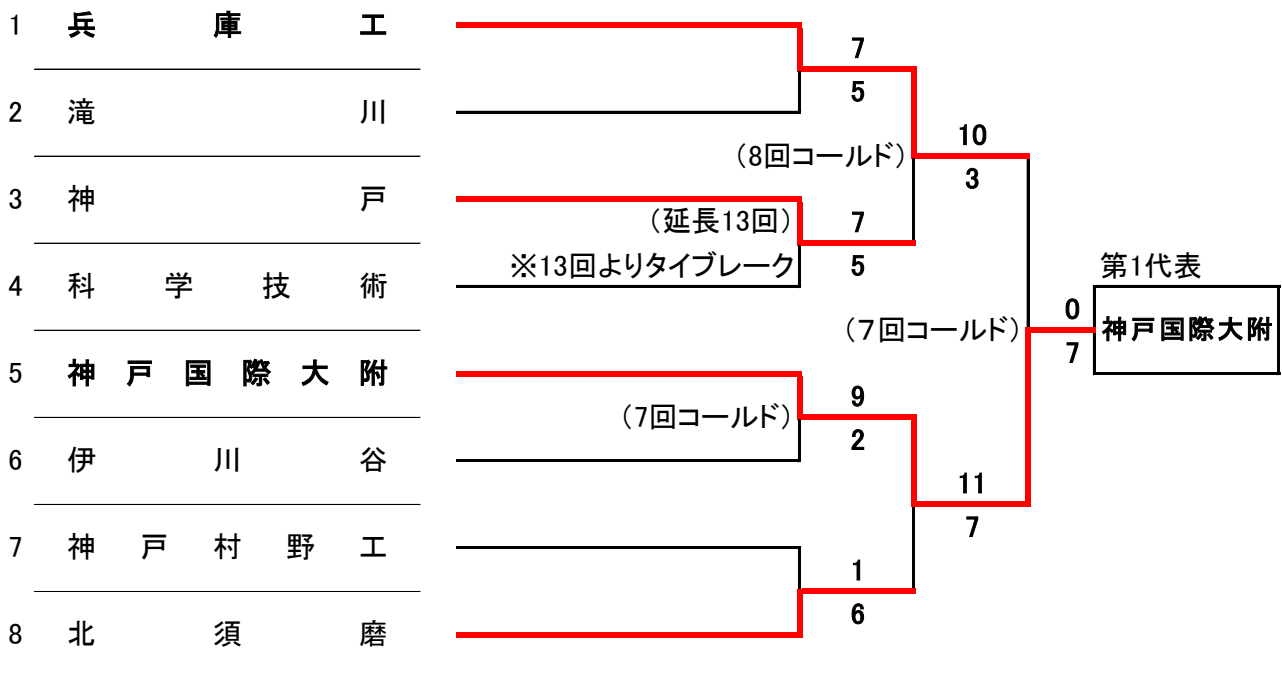 1 兵庫工
7
5
2 滝川
(8回コールド)
10
3
3 神戸
(延長13回)
7
※13回よりタイブレーク
5
4 科学技術
第1代表
神戸国際大附
0
(７回コールド)
7
5 神戸国際大附
(7回コールド)
9
2
6 伊川谷
11
7
7 神戸村野工
1
6
8 北須磨